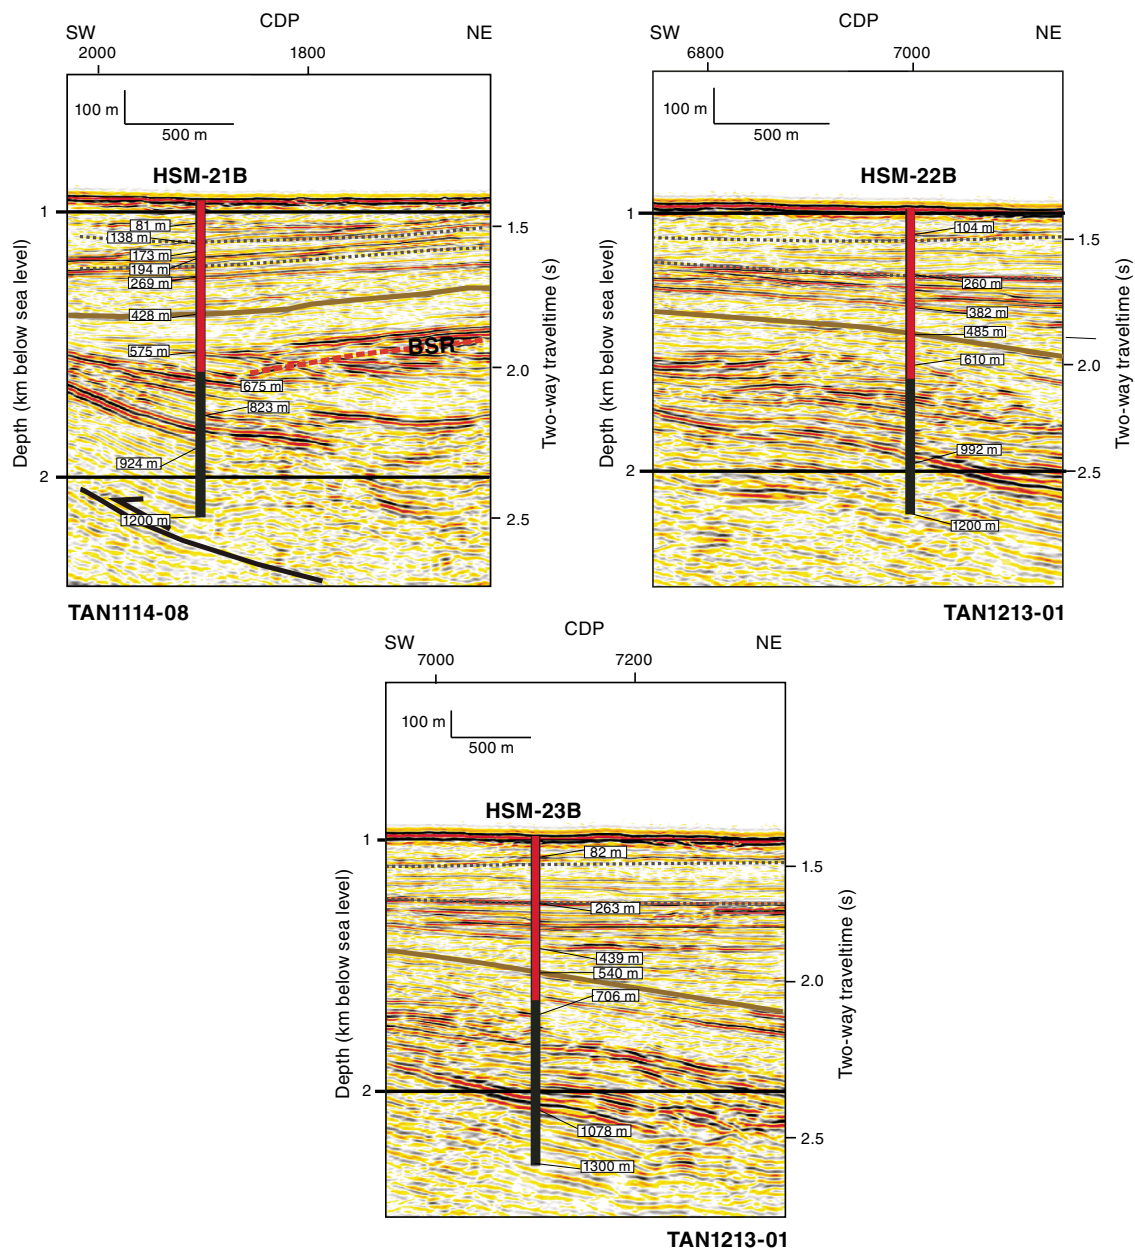 CDP
SW
NE
2000
1800
100 m
500 m
HSM-21B
1
81 m
138 m
173 m
194 m
269 m
428 m
575 m
BSR
675 m
823 m
924 m
2
1200 m
1.5
2.0
2.5
Depth (km below sea level)
Two-way traveltime (s)
TAN1114-08
CDP
SW
NE
6800
7000
100 m
500 m
HSM-22B
1
104 m
260 m
382 m
485 m
610 m
992 m
2
1200 m
1.5
2.0
2.5
Depth (km below sea level)
Two-way traveltime (s)
TAN1213-01
CDP
SW
NE
7000
7200
100 m
500 m
HSM-23B
1
82 m
263 m
439 m
540 m
706 m
2
1078 m
1300 m
1.5
2.0
2.5
Depth (km below sea level)
Two-way traveltime (s)
TAN1213-01